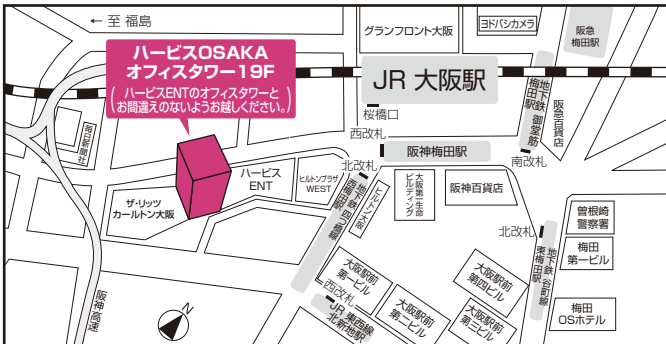 ← 至 福島
ハービスOSAKA
オフィスタワー19F
(ハービスENTのオフィスタワーと
お間違えのないようお越しください。)
グランフロント大阪
ヨドバシカメラ
阪急
梅田駅
JR 大阪駅
桜橋口
地下鉄 御堂筋
梅田駅
阪急百貨店
毎日新聞社
西改札
阪神梅田駅
南改札
北改札
ハービス
ENT
ヒルトンプラザ
WEST
ザ・リッツ
カールトン大阪
地下鉄 四つ橋線
西梅田駅
ヒルトン大阪
大阪第一生命
ビルディング
阪神百貨店
北改札
曽根崎
警察署
地下鉄 谷町線
東梅田駅
梅田
第一ビル
大阪駅前
第一ビル
大阪駅前
第二ビル
大阪駅前
第四ビル
大阪駅前
第三ビル
梅田
OSホテル
西改札
JR 東西線
北新地駅
阪神高速
N